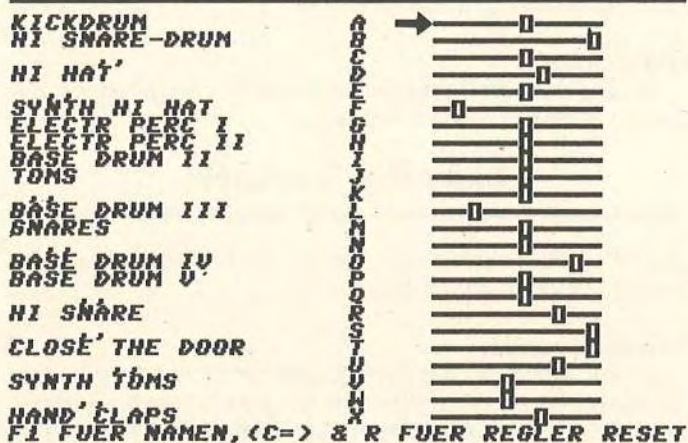 KICKDRUM A
HI SNARE-DRUM B
' ' C
HI HAT D
' ' E
SYNTH HI HAT F
ELECTR PERC I G
ELECTR PERC II H
BASE DRUM II I
TOMS J
' ' K
BASE DRUM III L
SNARES M
' ' N
BASE DRUM IV O
BASE DRUM V P
' ' Q
HI SNARE R
' ' S
CLOSE THE DOOR T
' ' U
SYNTH TOMS V
' ' W
HAND CLAPS X
F1 FUER NAMEN,(C=) & R FUER REGLER RESET